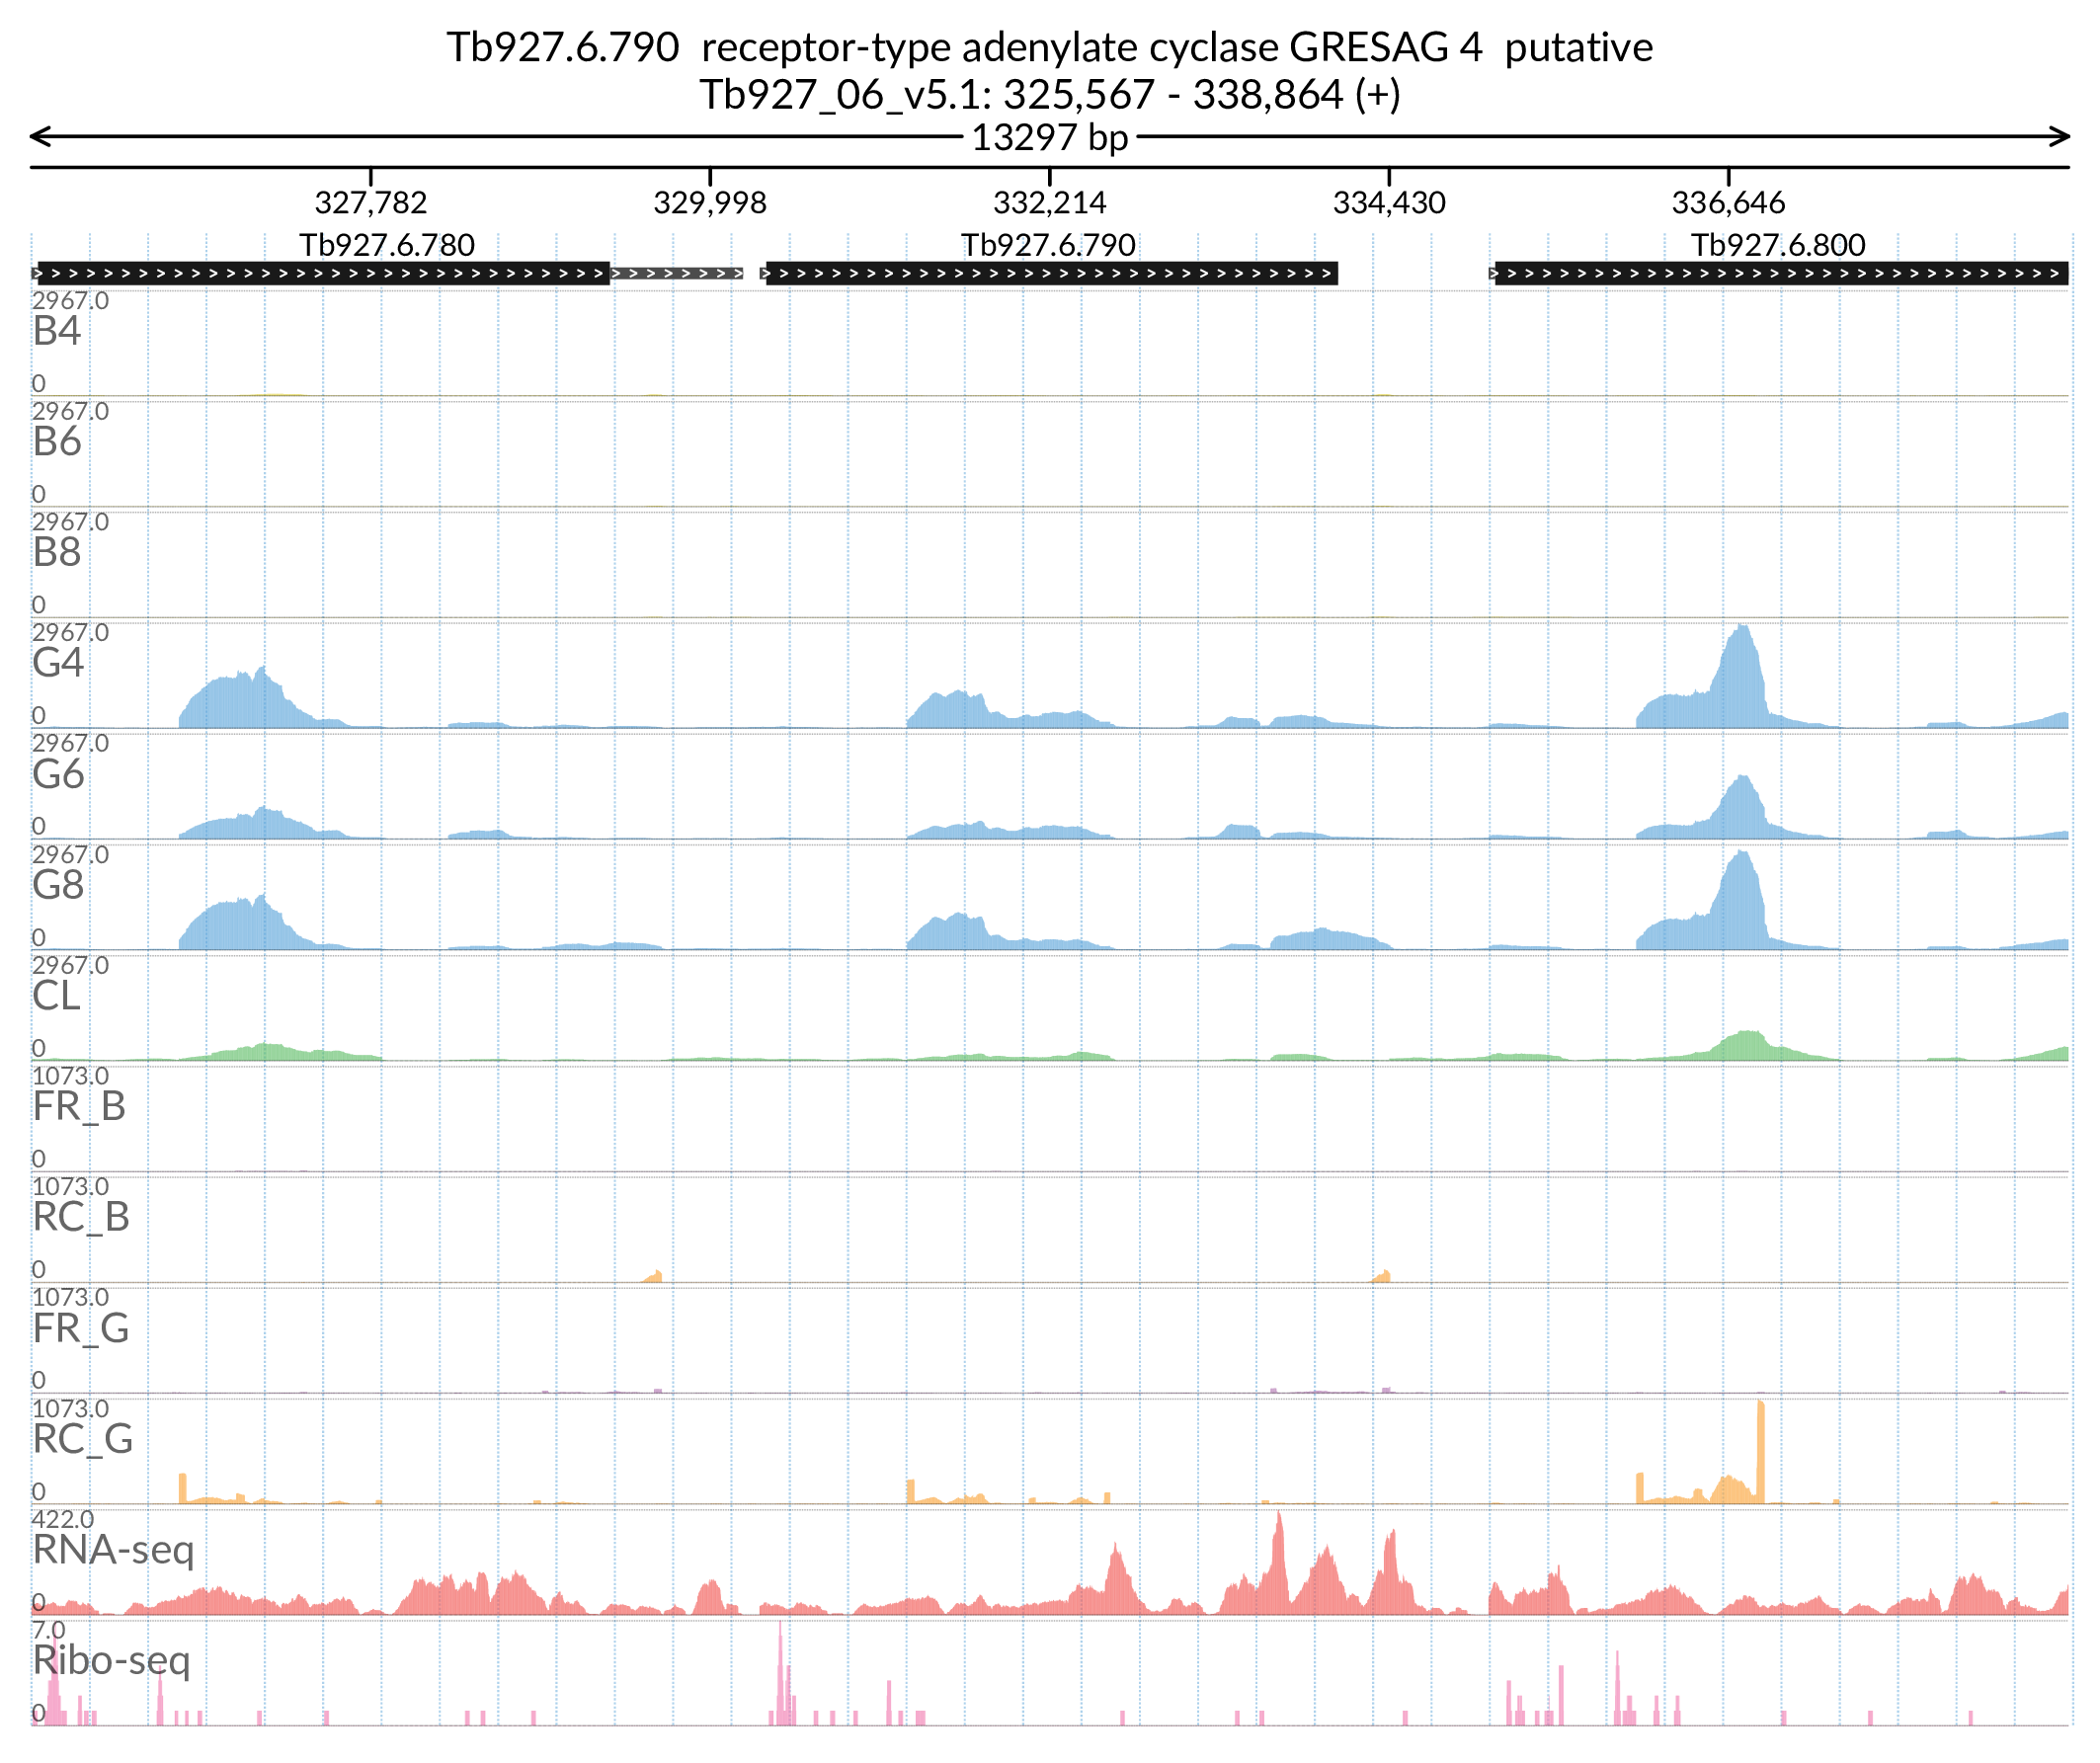 Tb927.6.790 receptor-type adenylate cyclase GRESAG 4 putative
Tb927_06_v5.1: 325,567 - 338,864 (+)
13297 bp
327,782 329,998 332,214 334,430 336,646
Tb927.6.780 Tb927.6.790 Tb927.6.800
2967.0
B4
0
2967.0
B6
0
2967.0
B8
0
2967.0
G4
0
2967.0
G6
0
2967.0
G8
0
2967.0
CL
0
1073.0
FR_B
0
1073.0
RC_B
0
1073.0
FR_G
0
1073.0
RC_G
0
422.0
RNA-seq
0
7.0
Ribo-seq
0